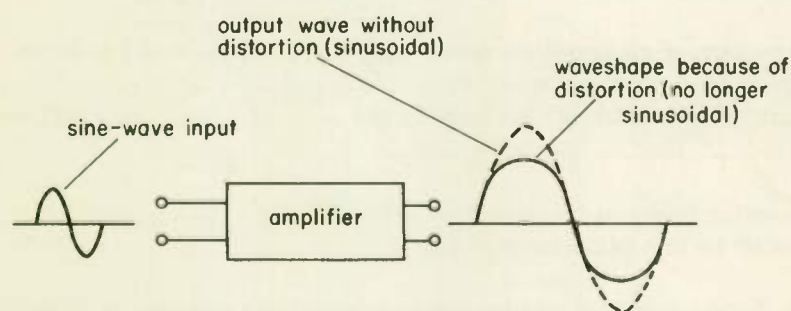 output wave without
distortion (sinusoidal)
waveshape because of
distortion (no longer
sinusoidal)
sine-wave input
amplifier